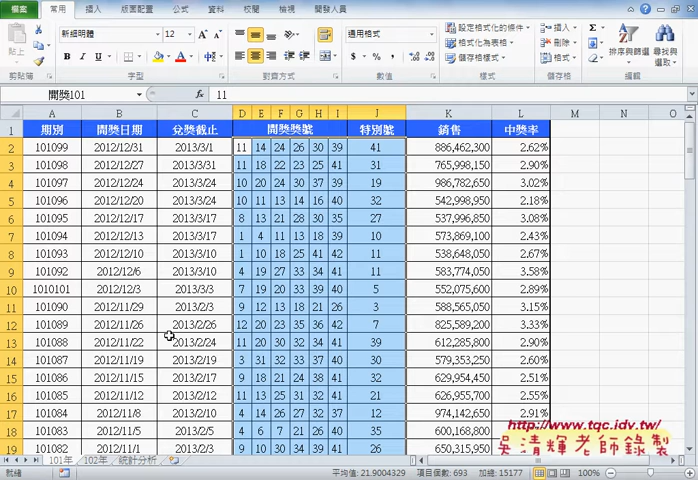 檔案 常用 插入 版面配置 公式 資料 校閱 檢視 開發人員
新細明體 12 通用格式 設定格式化的條件 插入 Σ
貼上 格式化為表格 刪除 排序與篩選 尋找與選取
B I U $ % 儲存格樣式 格式
剪貼簿 字型 對齊方式 數值 樣式 儲存格 編輯
開獎101 fx 11
A B C D E F G H I J K L M N O
1 期別 開獎日期 兌獎截止 開獎獎號 特別號 銷售 中獎率
2 101099 2012/12/31 2013/3/1 11 14 24 26 30 39 41 886,462,300 2.62%
3 101098 2012/12/27 2013/3/31 11 18 22 23 25 41 31 765,998,150 2.90%
4 101097 2012/12/24 2013/3/24 10 20 24 30 37 39 19 986,782,650 3.02%
5 101096 2012/12/20 2013/3/24 10 11 13 14 16 40 32 542,998,950 2.18%
6 101095 2012/12/17 2013/3/17 8 13 21 28 30 35 27 537,996,850 3.08%
7 101094 2012/12/13 2013/3/17 1 4 11 13 18 39 10 573,869,100 2.43%
8 101093 2012/12/10 2013/3/10 1 10 18 25 41 42 11 538,648,050 2.67%
9 101092 2012/12/6 2013/3/10 4 19 27 33 34 41 11 583,774,050 3.58%
10 1010101 2012/12/3 2013/3/3 7 19 20 33 39 40 5 552,075,600 2.89%
11 101090 2012/11/29 2013/2/3 9 12 13 18 21 26 3 588,565,050 3.15%
12 101089 2012/11/26 2013/2/26 12 20 23 35 36 42 7 825,589,200 3.33%
13 101088 2012/11/22 2013/2/24 11 20 30 32 34 41 39 612,285,800 2.90%
14 101087 2012/11/19 2013/2/19 3 31 32 33 37 40 30 579,353,250 2.60%
15 101086 2012/11/15 2013/2/17 9 18 21 24 38 41 32 629,954,450 2.51%
16 101085 2012/11/12 2013/2/12 11 13 25 31 32 41 21 626,955,700 2.55%
17 101084 2012/11/8 2013/2/10 4 14 26 27 32 37 12 974,142,650 2.91%
18 101083 2012/11/5 2013/2/5 4 6 7 21 26 40 35 600,168,800
19 101082 2012/11/1 2013/2/3 9 10 30 34 39 41 26 650,315,950
http://www.tqc.idv.tw/
吳清輝老師錄製
101年 102年 統計分析
就緒 平均值: 21.9004329 項目個數: 693 加總: 15177 100%